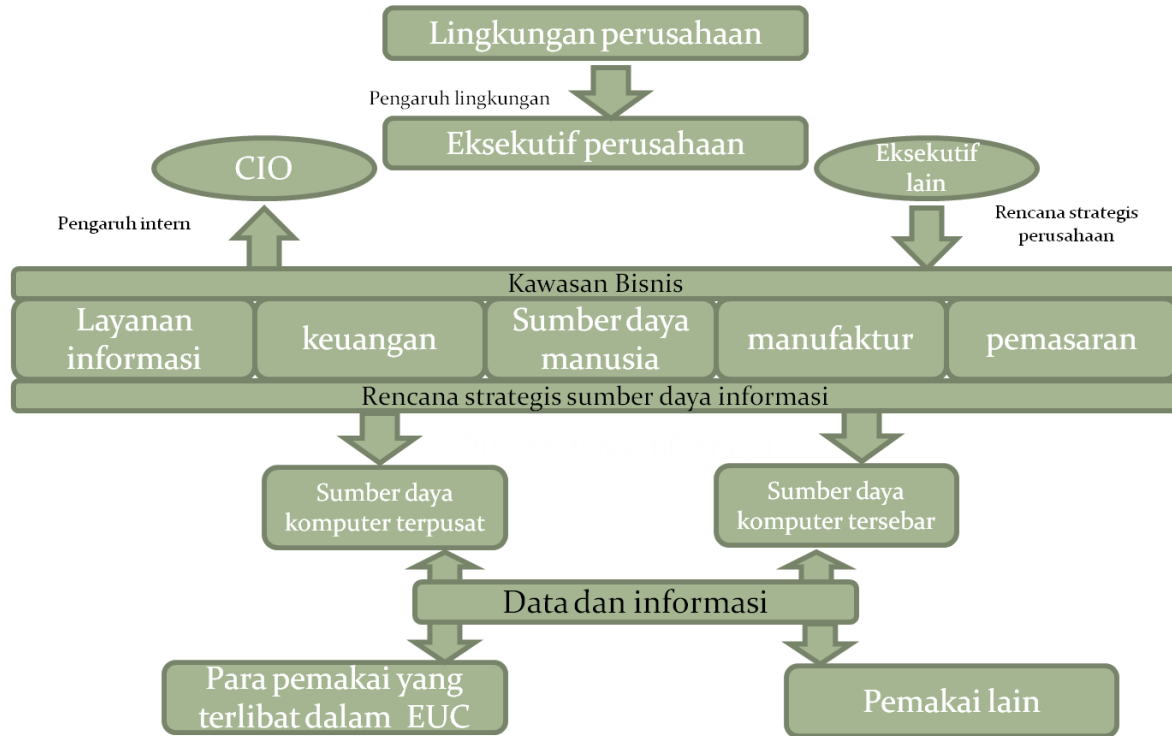 Lingkungan perusahaan
Pengaruh lingkungan
Eksekutif perusahaan
CIO
Eksekutif
lain
Pengaruh intern
Rencana strategis
perusahaan
Kawasan Bisnis
Layanan
informasi
keuangan
Sumber daya
manusia
manufaktur
pemasaran
Rencana strategis sumber daya informasi
Sumber daya
komputer terpusat
Sumber daya
komputer tersebar
Data dan informasi
Para pemakai yang
terlibat dalam EUC
Pemakai lain